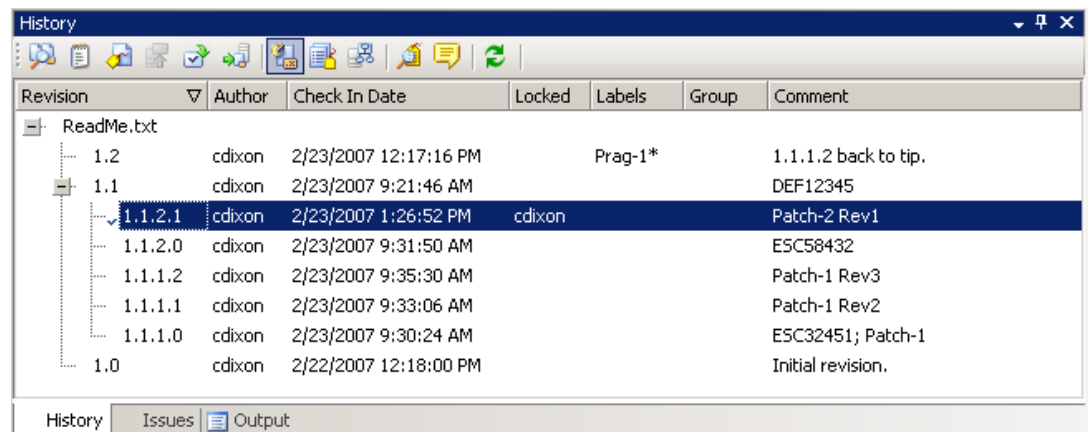 History
Revision Author Check In Date Locked Labels Group Comment
ReadMe.txt
1.2 cdixon 2/23/2007 12:17:16 PM Prag-1* 1.1.1.2 back to tip.
1.1 cdixon 2/23/2007 9:21:46 AM DEF12345
1.1.2.1 cdixon 2/23/2007 1:26:52 PM cdixon Patch-2 Rev1
1.1.2.0 cdixon 2/23/2007 9:31:50 AM ESC58432
1.1.1.2 cdixon 2/23/2007 9:35:30 AM Patch-1 Rev3
1.1.1.1 cdixon 2/23/2007 9:33:06 AM Patch-1 Rev2
1.1.1.0 cdixon 2/23/2007 9:30:24 AM ESC32451; Patch-1
1.0 cdixon 2/22/2007 12:18:00 PM Initial revision.
History Issues Output